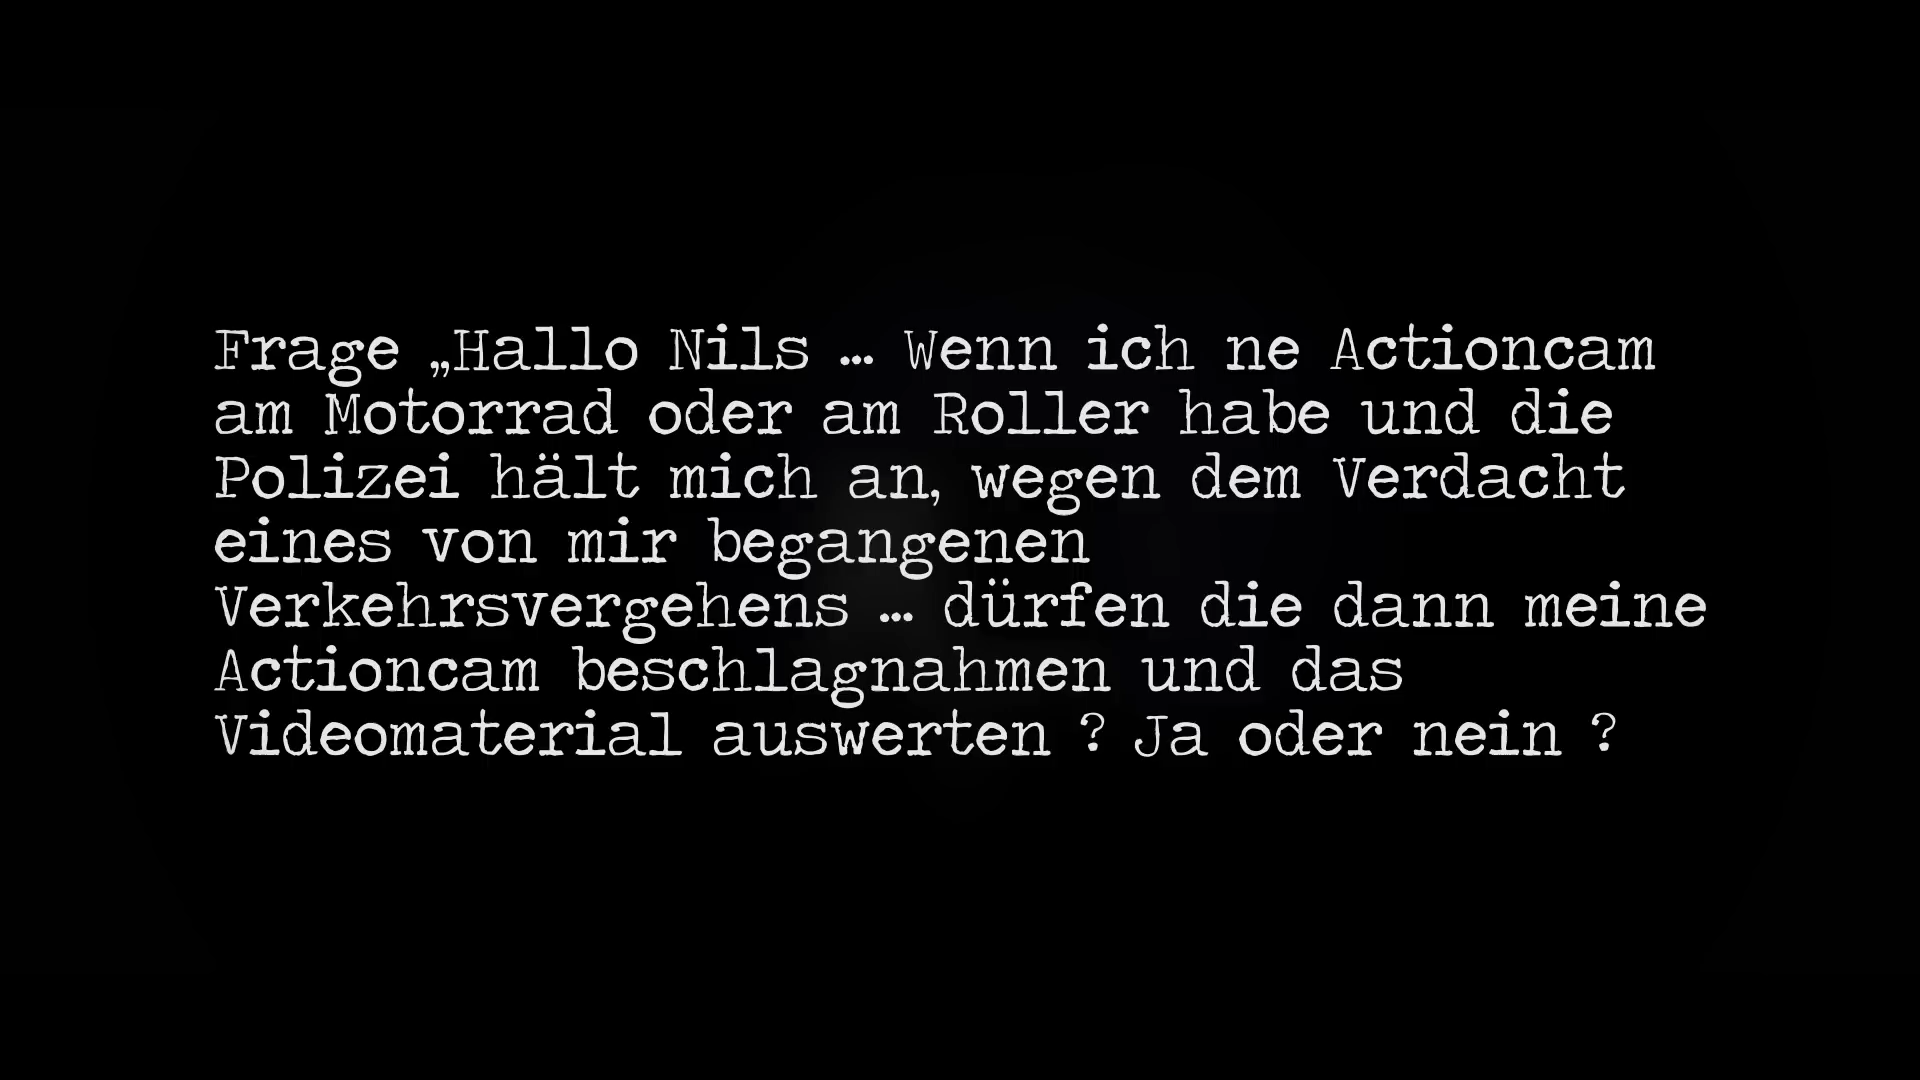 Frage „Hallo Nils … Wenn ich ne Actioncam
am Motorrad oder am Roller habe und die
Polizei hält mich an, wegen dem Verdacht
eines von mir begangenen
Verkehrsvergehens … dürfen die dann meine
Actioncam beschlagnahmen und das
Videomaterial auswerten ? Ja oder nein ?